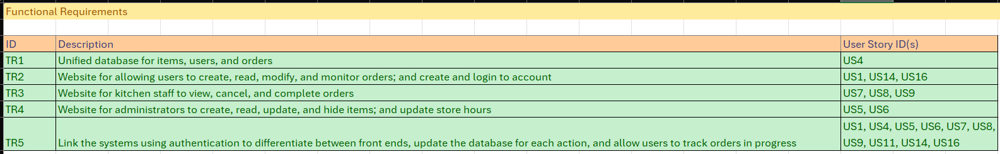 Functional Requirements
ID Description User Story ID(s)
TR1 Unified database for items, users, and orders US4
TR2 Website for allowing users to create, read, modify, and monitor orders; and create and login to account US1, US14, US16
TR3 Website for kitchen staff to view, cancel, and complete orders US7, US8, US9
TR4 Website for administrators to create, read, update, and hide items; and update store hours US5, US6
US1, US4, US5, US6, US7, US8,
TR5 Link the systems using authentication to differentiate between front ends, update the database for each action, and allow users to track orders in progress US9, US11, US14, US16